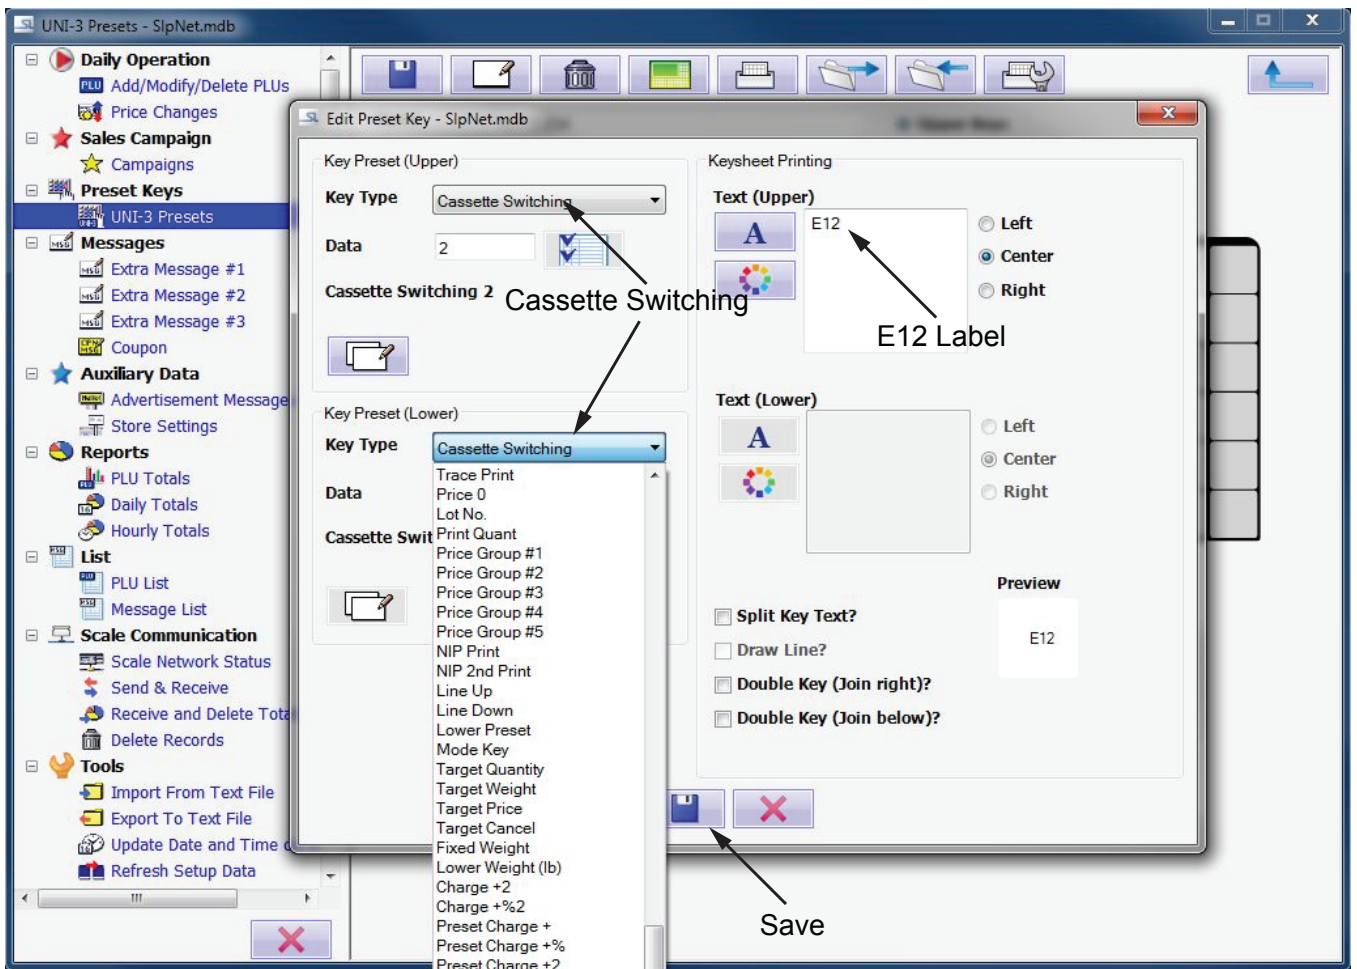 UNI-3 Presets - SlpNet.mdb
Daily Operation
PLU Add/Modify/Delete PLUs
Price Changes
Sales Campaign
Campaigns
Preset Keys
UNI-3 Presets
Messages
Extra Message #1
Extra Message #2
Extra Message #3
Coupon
Auxiliary Data
Advertisement Message
Store Settings
Reports
PLU Totals
Daily Totals
Hourly Totals
List
PLU List
Message List
Scale Communication
Scale Network Status
Send & Receive
Receive and Delete Tota
Delete Records
Tools
Import From Text File
Export To Text File
Update Date and Time o
Refresh Setup Data
Edit Preset Key - SlpNet.mdb
Key Preset (Upper)
Key Type
Cassette Switching
Data
2
Cassette Switching 2
Cassette Switching
Key Preset (Lower)
Key Type
Cassette Switching
Data
Cassette Swit
Trace Print
Price 0
Lot No.
Print Quant
Price Group #1
Price Group #2
Price Group #3
Price Group #4
Price Group #5
NIP Print
NIP 2nd Print
Line Up
Line Down
Lower Preset
Mode Key
Target Quantity
Target Weight
Target Price
Target Cancel
Fixed Weight
Lower Weight (lb)
Charge +2
Charge +%2
Preset Charge +
Preset Charge +%
Preset Charge +2
Keysheet Printing
Text (Upper)
A
E12
Left
Center
Right
E12 Label
Text (Lower)
A
Left
Center
Right
Preview
E12
Split Key Text?
Draw Line?
Double Key (Join right)?
Double Key (Join below)?
Save